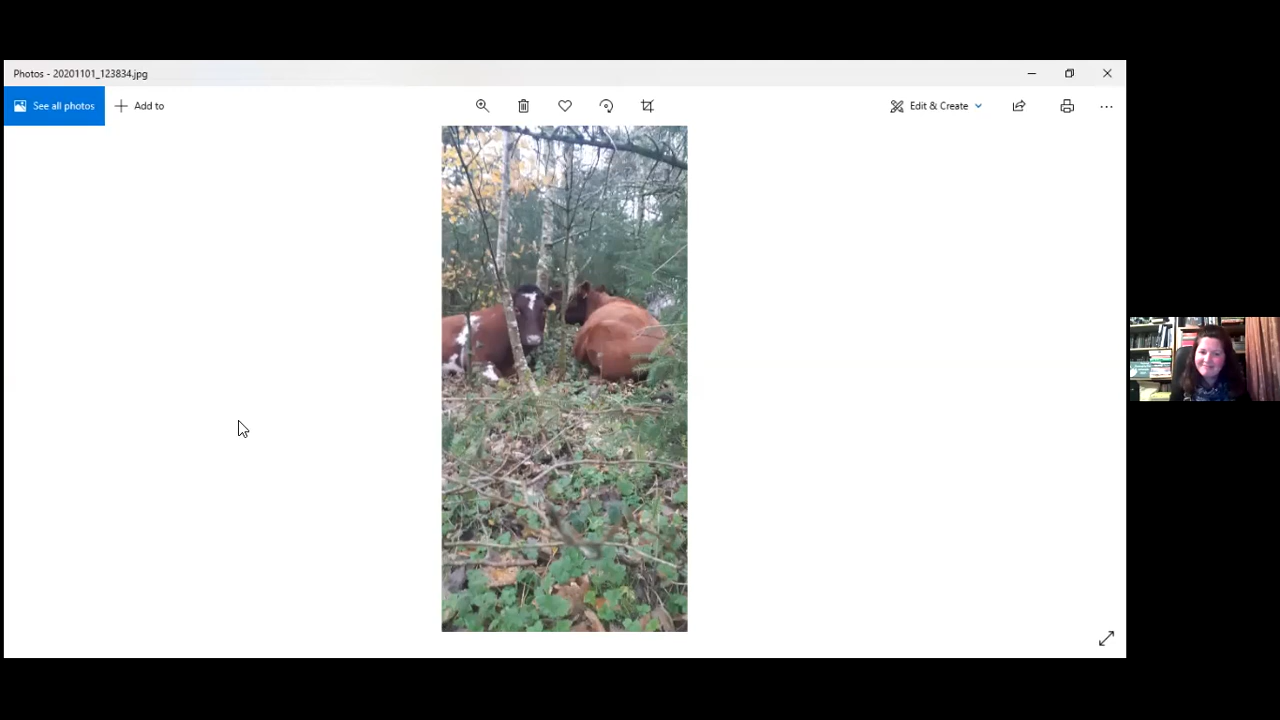 Photos - 20201101_123834.jpg
See all photos
Add to
Edit & Create